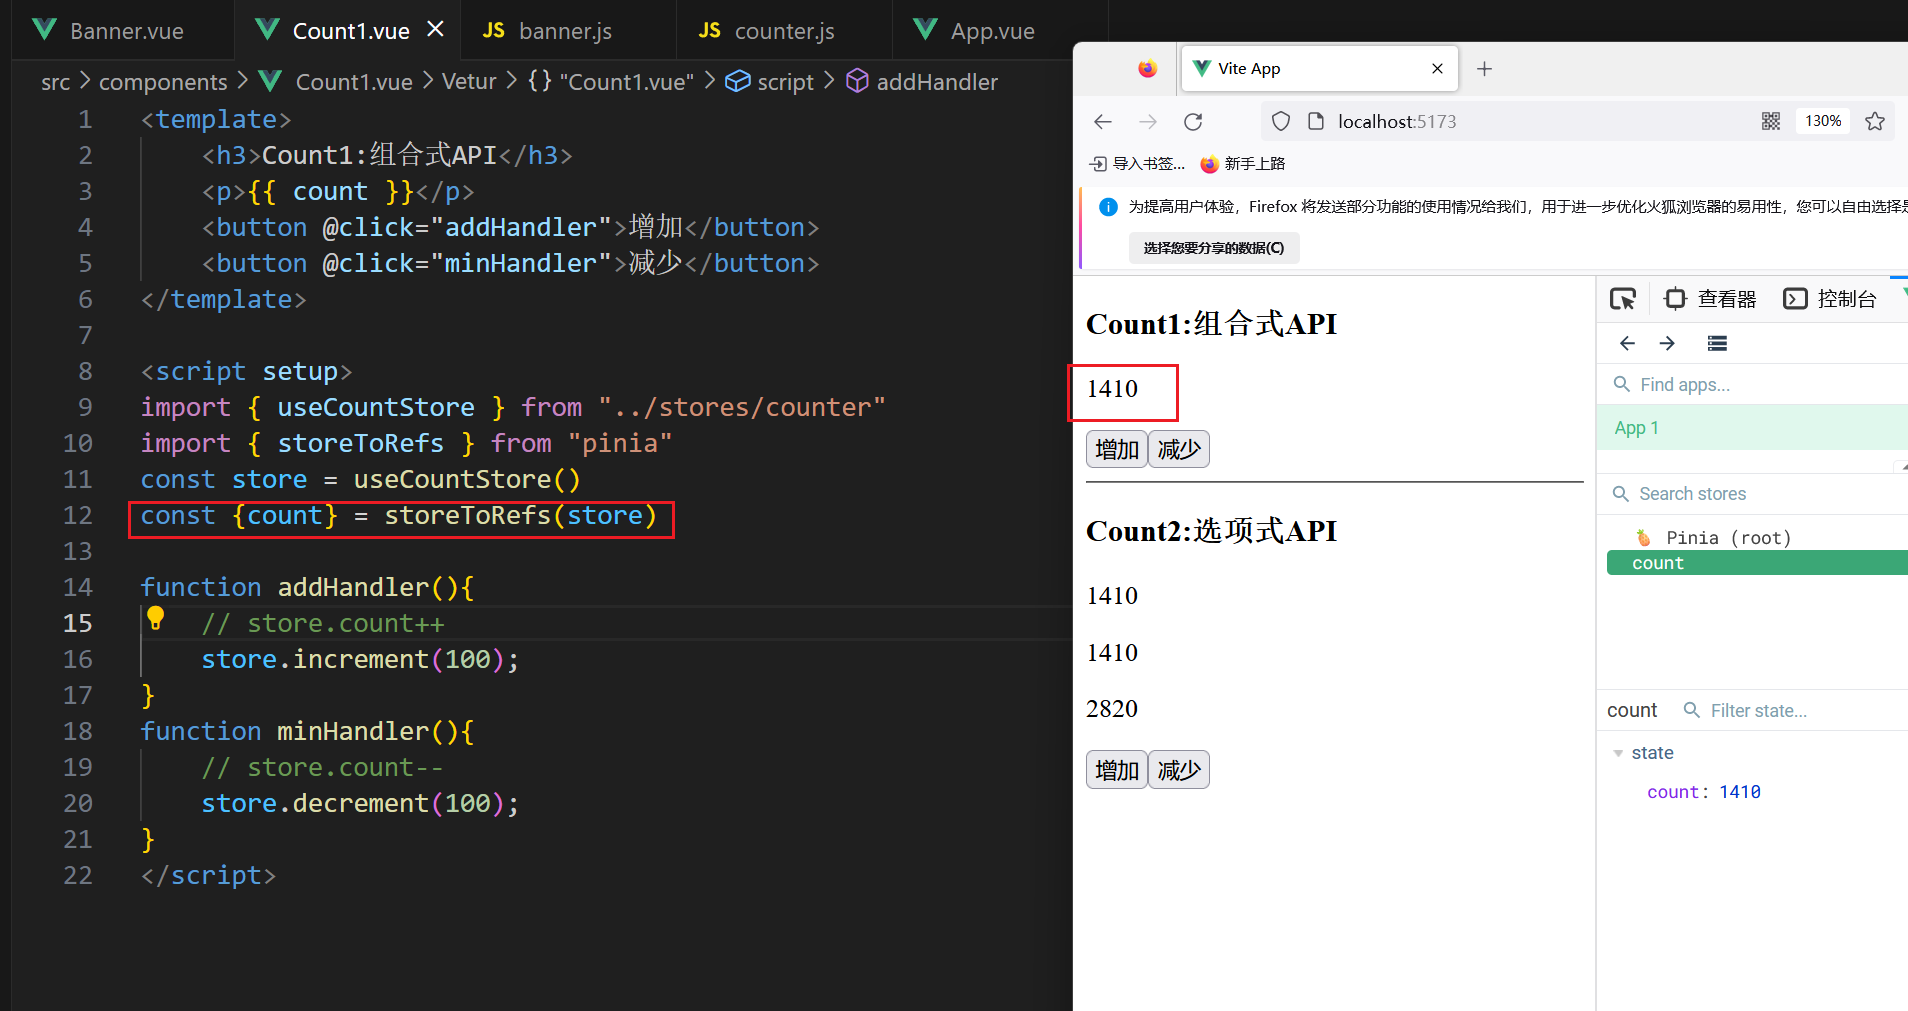 Banner.vue
Count1.vue
JS banner.js
JS counter.js
App.vue
src > components > Count1.vue > Vetur > {} "Count1.vue" > script > addHandler
1 <template>
2 <h3>Count1:组合式API</h3>
3 <p>{{ count }}</p>
4 <button @click="addHandler">增加</button>
5 <button @click="minHandler">减少</button>
6 </template>
7
8 <script setup>
9 import { useCountStore } from "../stores/counter"
10 import { storeToRefs } from "pinia"
11 const store = useCountStore()
12 const {count} = storeToRefs(store)
13
14 function addHandler(){
15 // store.count++
16 store.increment(100);
17 }
18 function minHandler(){
19 // store.count--
20 store.decrement(100);
21 }
22 </script>
Vite App
localhost:5173
130%
导入书签...
新手上路
为提高用户体验，Firefox 将发送部分功能的使用情况给我们，用于进一步优化火狐浏览器的易用性，您可以自由选择
选择您要分享的数据(C)
Count1:组合式API
1410
增加 减少
Count2:选项式API
1410
1410
2820
增加 减少
查看器
控制台
Find apps...
App 1
Search stores
Pinia (root)
count
count
Filter state...
state
count: 1410